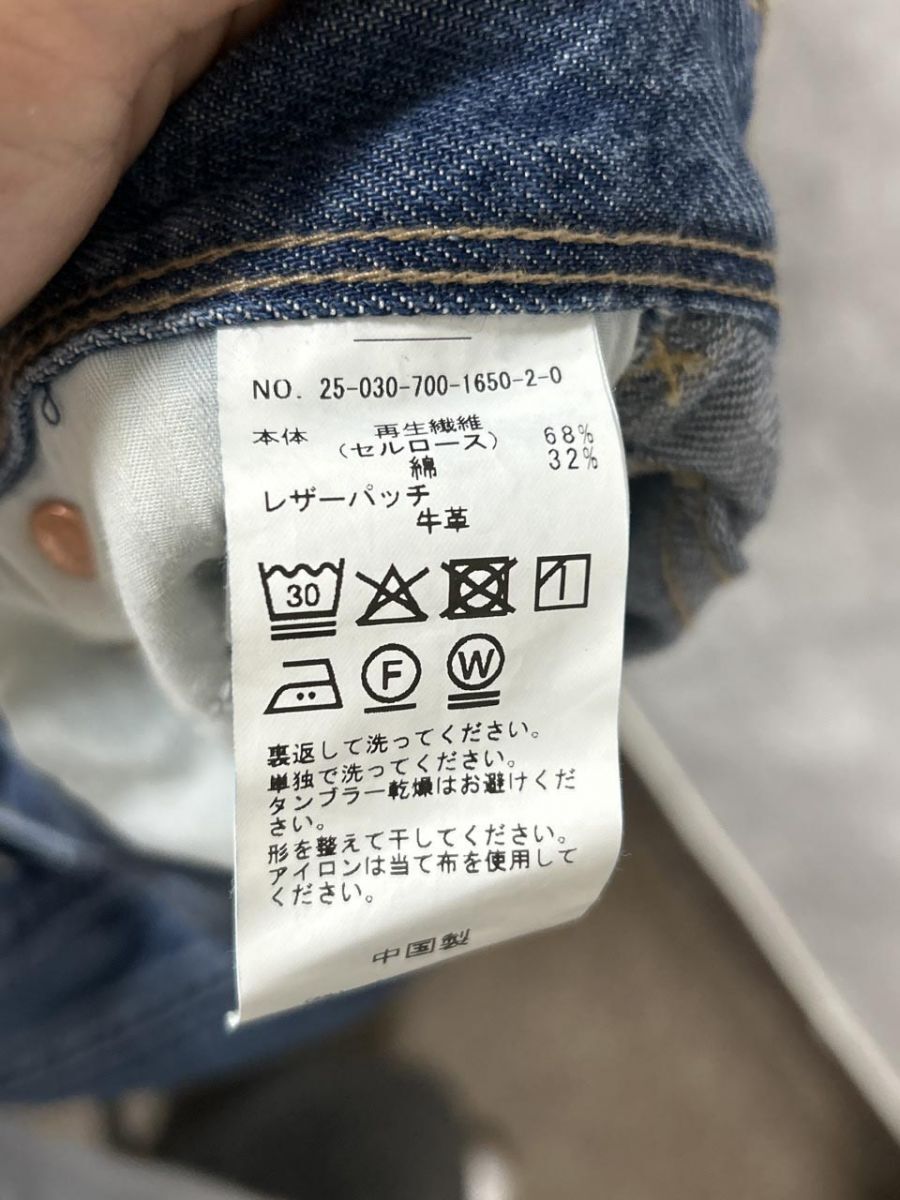 NO. 25-030-700-1650-2-0
本体 再生繊維
(セルロース) 68%
綿 32%
レザーパッチ
牛革
30
F W
裏返して洗ってください。
単独で洗ってください。
タンブラー乾燥はお避けくだ
さい。
形を整えて干してください。
アイロンは当て布を使用して
ください。
中国製